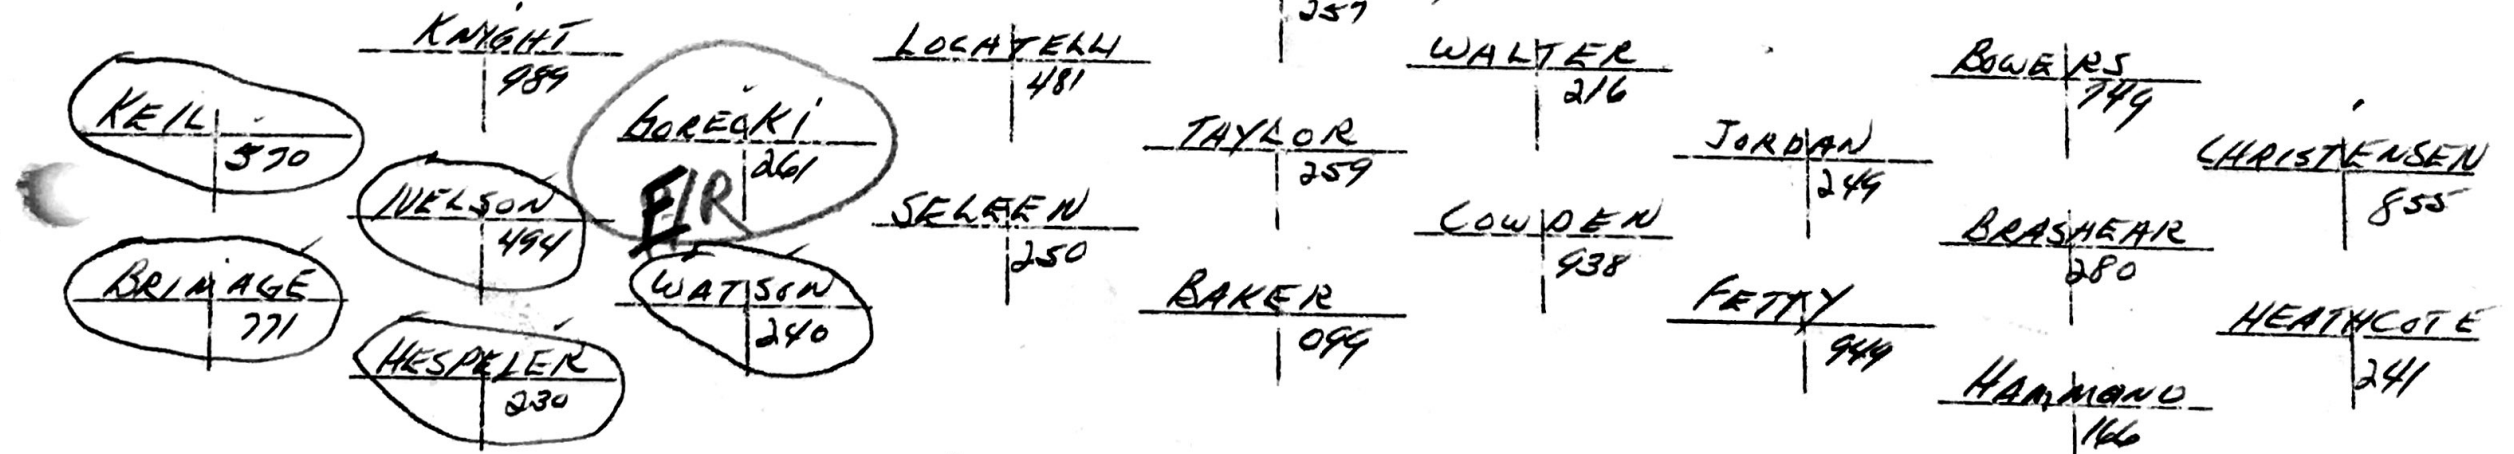 257
KNIGHT
989
LOCATELLI
481
WALTER
216
BOWERS
749
KEIL
570
GORECKI
261
E/R
TAYLOR
259
JORDAN
249
CHRISTENSEN
855
NELSON
494
SELEEN
250
COWDEN
938
BRASHEAR
280
BRIMAGE
771
WATSON
240
BAKER
099
FETTY
949
HEATHCOTE
241
HESPELER
230
HAMMOND
166